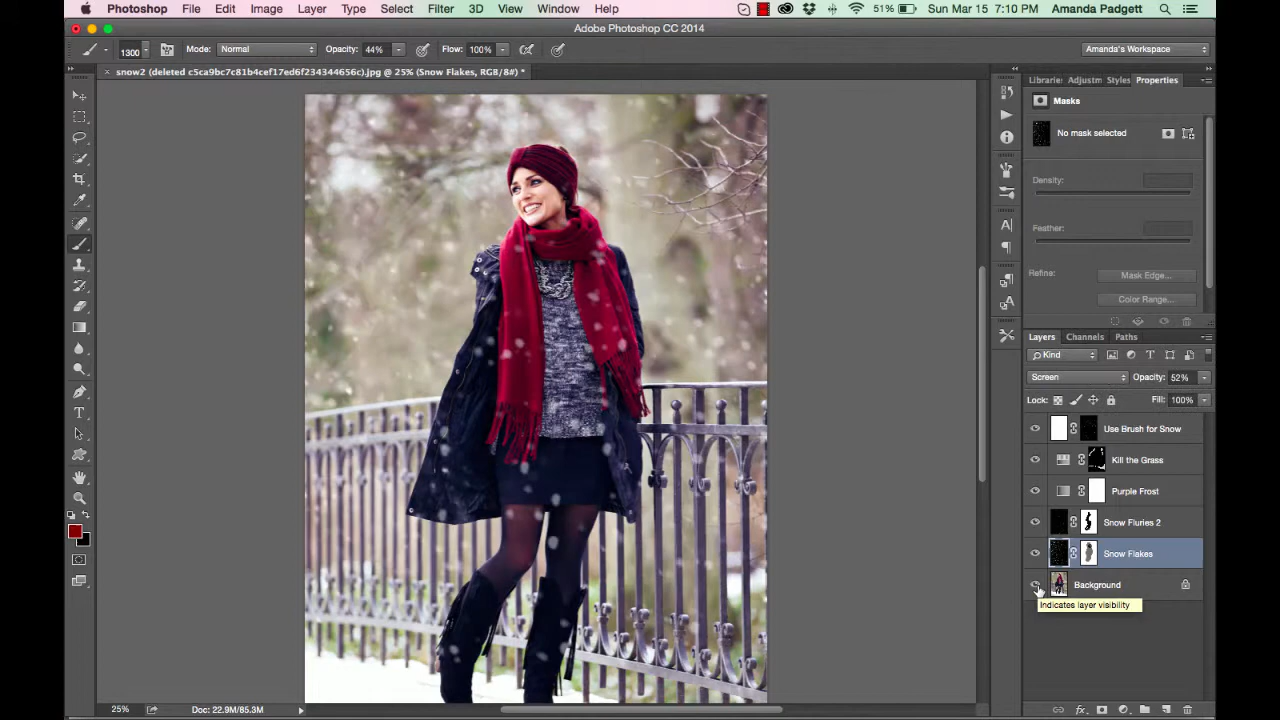 Photoshop File Edit Image Layer Type Select Filter 3D View Window Help 51% Sun Mar 15 7:10 PM Amanda Padgett
Adobe Photoshop CC 2014
1300 Mode: Normal Opacity: 44% Flow: 100% Amanda's Workspace
× snow2 (deleted c5ca9bc7c81b4cef17ed6f234344656c).jpg @ 25% (Snow Flakes, RGB/8#) *
Librarie: Adjustm Styles Properties
Masks
No mask selected
Density:
Feather:
Refine: Mask Edge...
Color Range...
Layers Channels Paths
Kind
Screen Opacity: 52%
Lock: Fill: 100%
Use Brush for Snow
Kill the Grass
Purple Frost
Snow Fluries 2
Snow Flakes
Background
Indicates layer visibility
25% Doc: 22.9M/85.3M